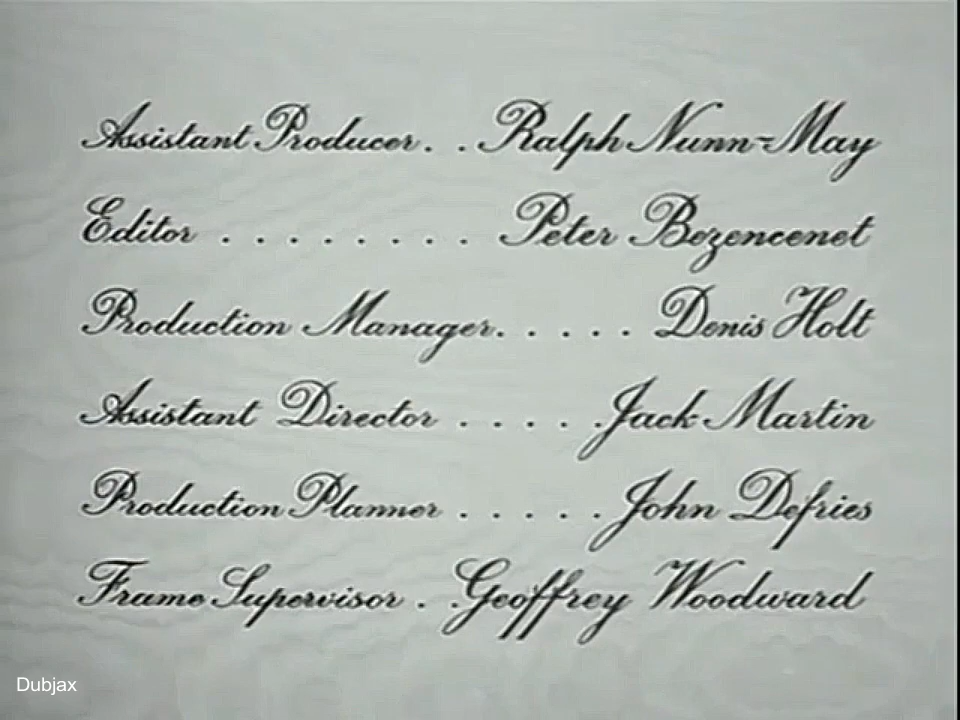 Assistant Producer. . .Ralph Nunn-May
Editor . . . . . . . . Peter Bezencenet
Production Manager. . . . . Denis Holt
Assistant Director . . . . .Jack Martin
Production Planner . . . . .John Defries
Frame Supervisor . .Geoffrey Woodward
Dubjax